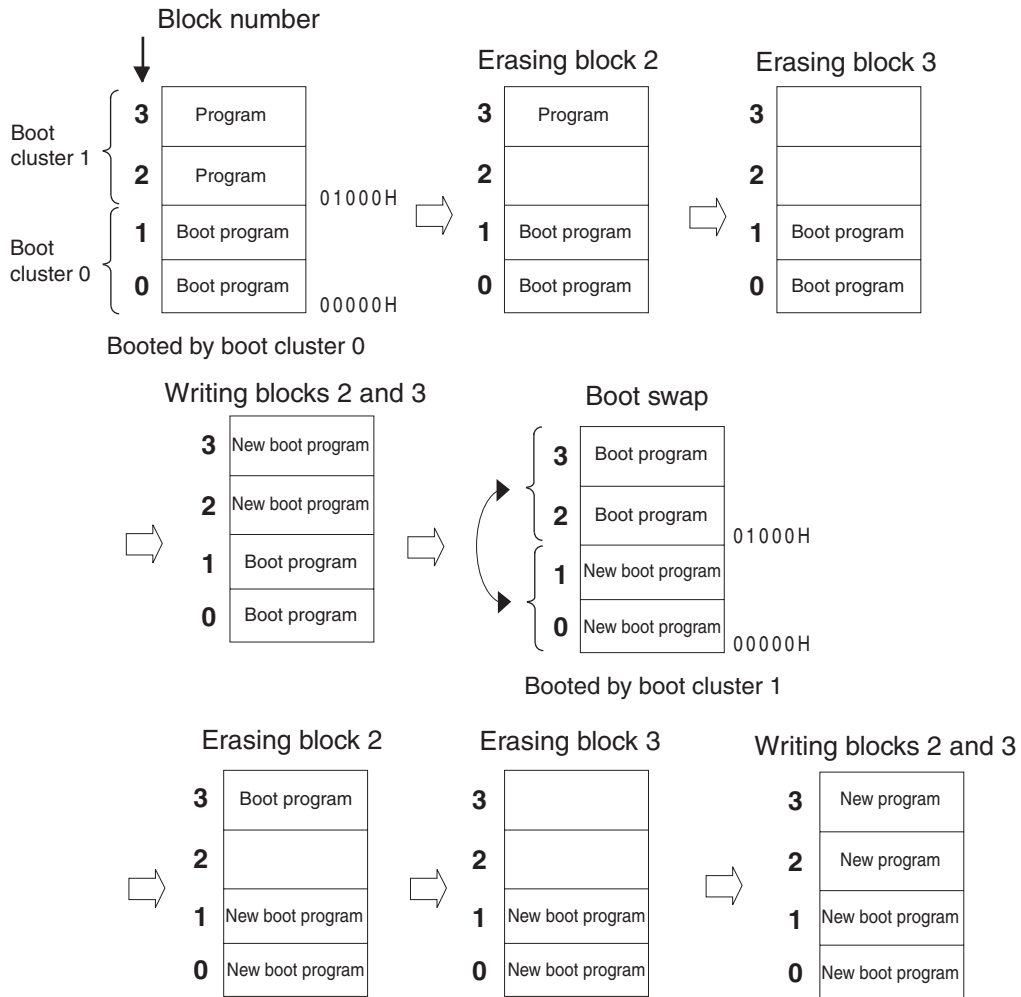 Block number
Erasing block 2
Erasing block 3
3 Program
2 Program
01000H
1 Boot program
0 Boot program
00000H
Boot
cluster 1
Boot
cluster 0
Booted by boot cluster 0
3 Program
2
1 Boot program
0 Boot program
3
2
1 Boot program
0 Boot program
Writing blocks 2 and 3
3 New boot program
2 New boot program
1 Boot program
0 Boot program
Boot swap
3 Boot program
2 Boot program
01000H
1 New boot program
0 New boot program
00000H
Booted by boot cluster 1
Erasing block 2
3 Boot program
2
1 New boot program
0 New boot program
Erasing block 3
3
2
1 New boot program
0 New boot program
Writing blocks 2 and 3
3 New program
2 New program
1 New boot program
0 New boot program